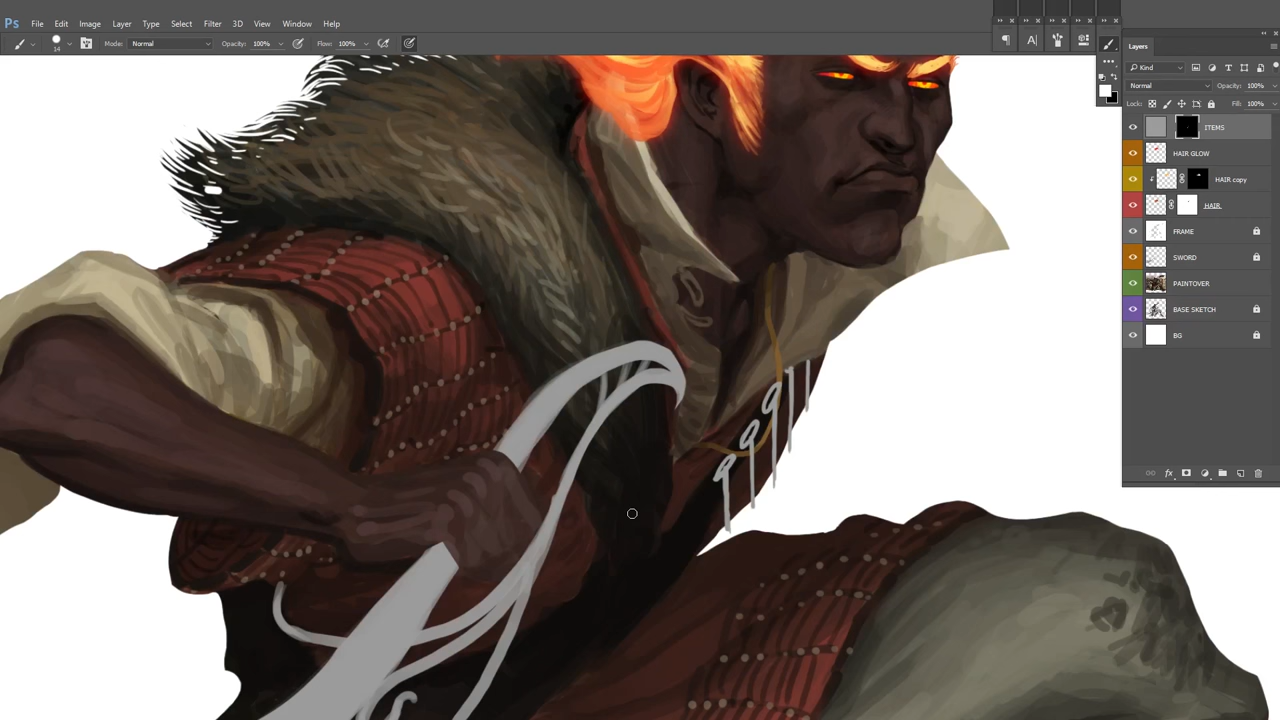 Ps File Edit Image Layer Type Select Filter 3D View Window Help
14 Mode: Normal Opacity: 100% Flow: 100%
A|
Layers
Kind
Normal Opacity: 100%
Lock: Fill: 100%
ITEMS
HAIR GLOW
HAIR copy
HAIR
FRAME
SWORD
PAINTOVER
BASE SKETCH
BG
fx